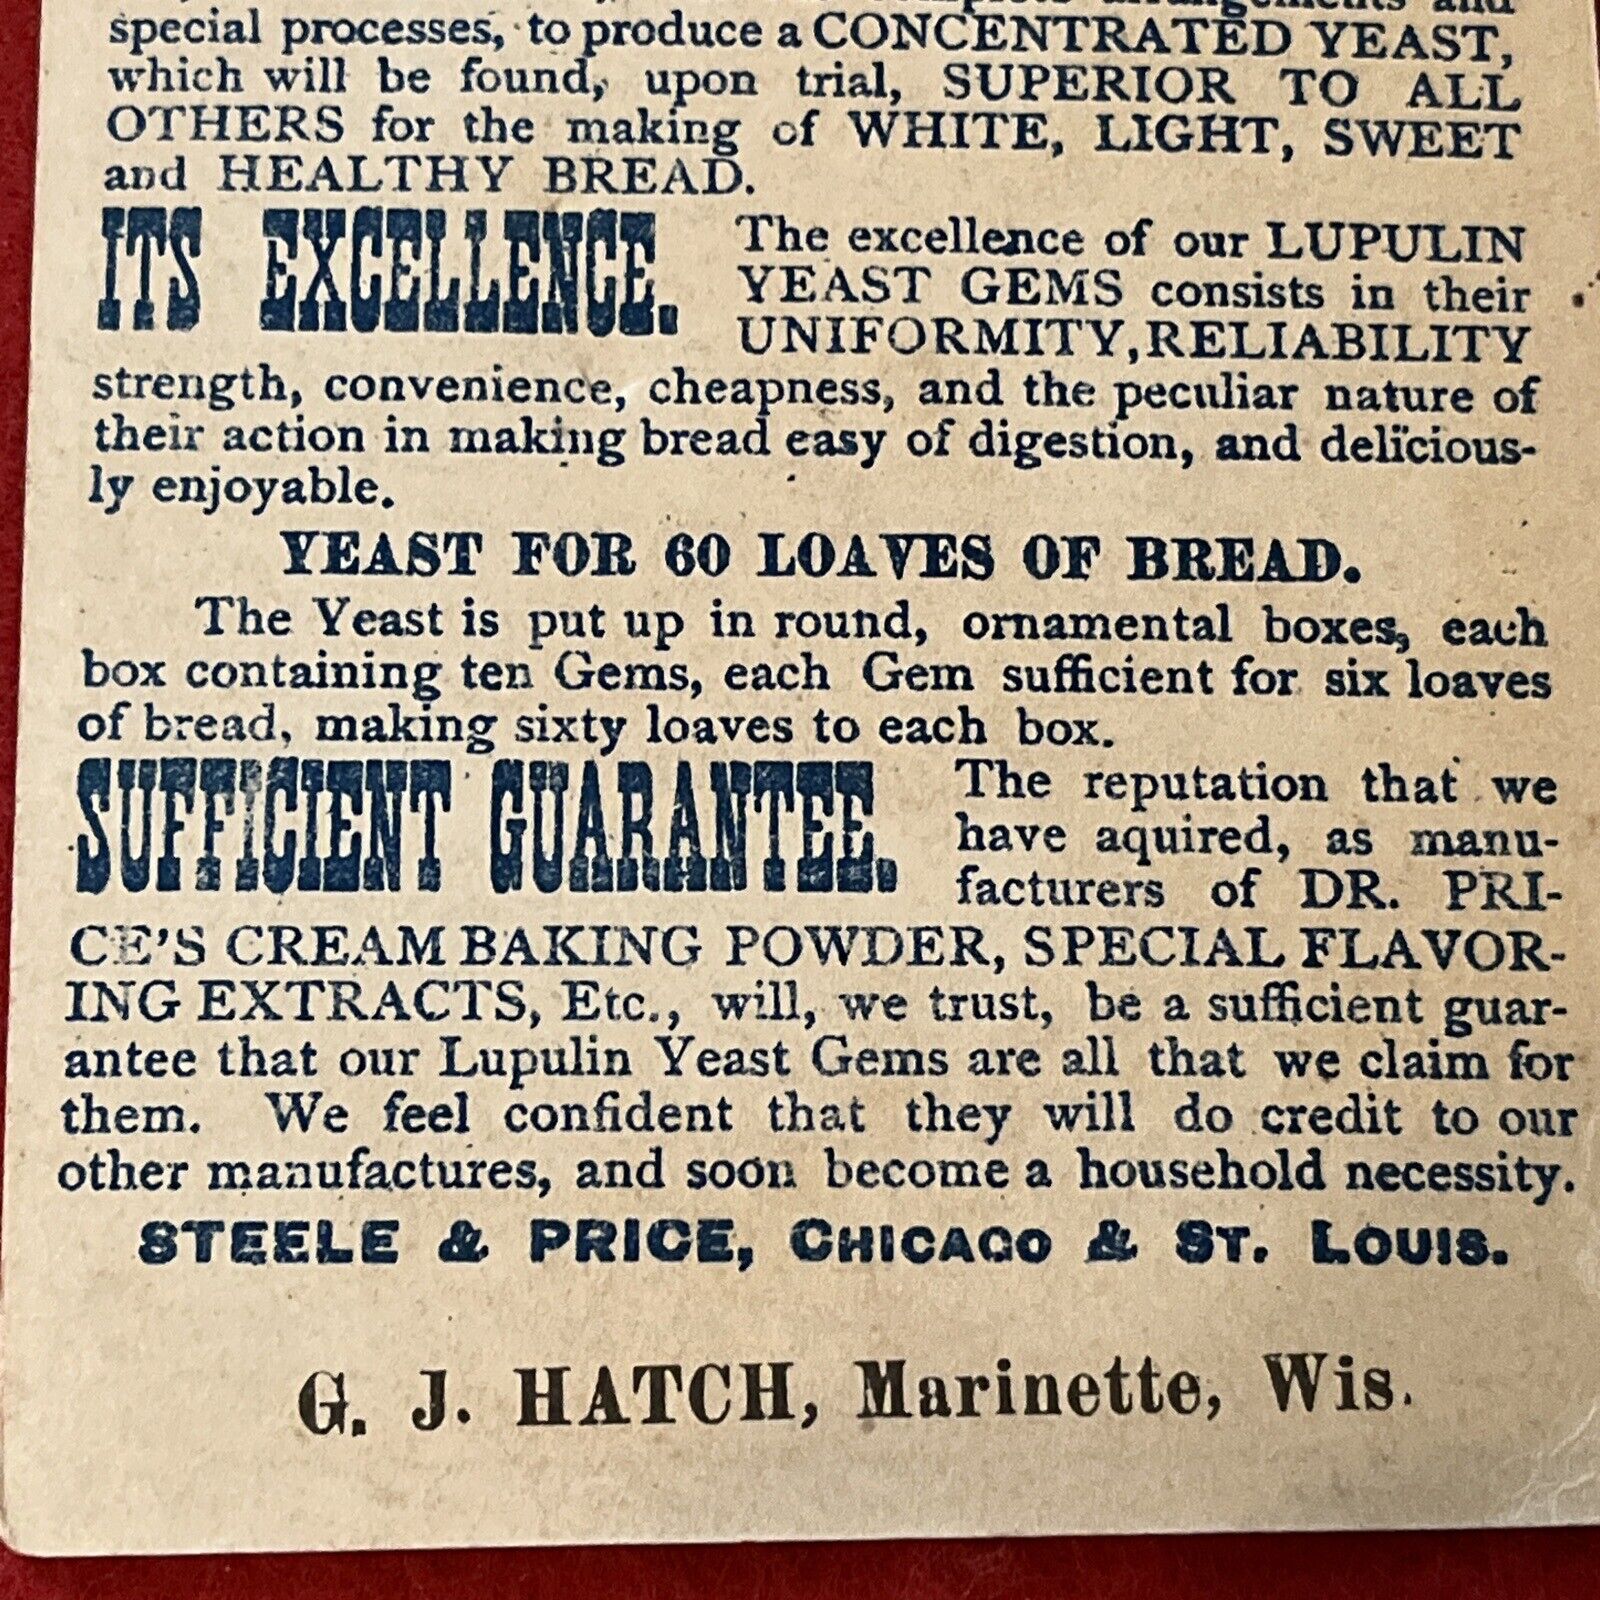 complete arrangements and
special processes, to produce a CONCENTRATED YEAST,
which will be found, upon trial, SUPERIOR TO ALL
OTHERS for the making of WHITE, LIGHT, SWEET
and HEALTHY BREAD.
ITS EXCELLENCE. The excellence of our LUPULIN
YEAST GEMS consists in their
UNIFORMITY, RELIABILITY
strength, convenience, cheapness, and the peculiar nature of
their action in making bread easy of digestion, and delicious-
ly enjoyable.
YEAST FOR 60 LOAVES OF BREAD.
The Yeast is put up in round, ornamental boxes, each
box containing ten Gems, each Gem sufficient for six loaves
of bread, making sixty loaves to each box.
SUFFICIENT GUARANTEE. The reputation that we
have aquired, as manu-
facturers of DR. PRI-
CE'S CREAM BAKING POWDER, SPECIAL FLAVOR-
ING EXTRACTS, Etc., will, we trust, be a sufficient guar-
antee that our Lupulin Yeast Gems are all that we claim for
them. We feel confident that they will do credit to our
other manufactures, and soon become a household necessity.
STEELE & PRICE, CHICAGO & ST. LOUIS.
G. J. HATCH, Marinette, Wis.